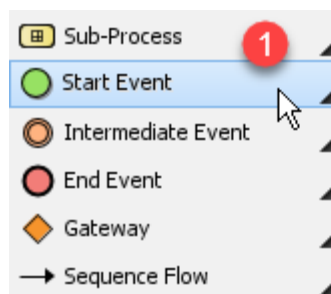 Sub-Process
1
Start Event
Intermediate Event
End Event
Gateway
Sequence Flow